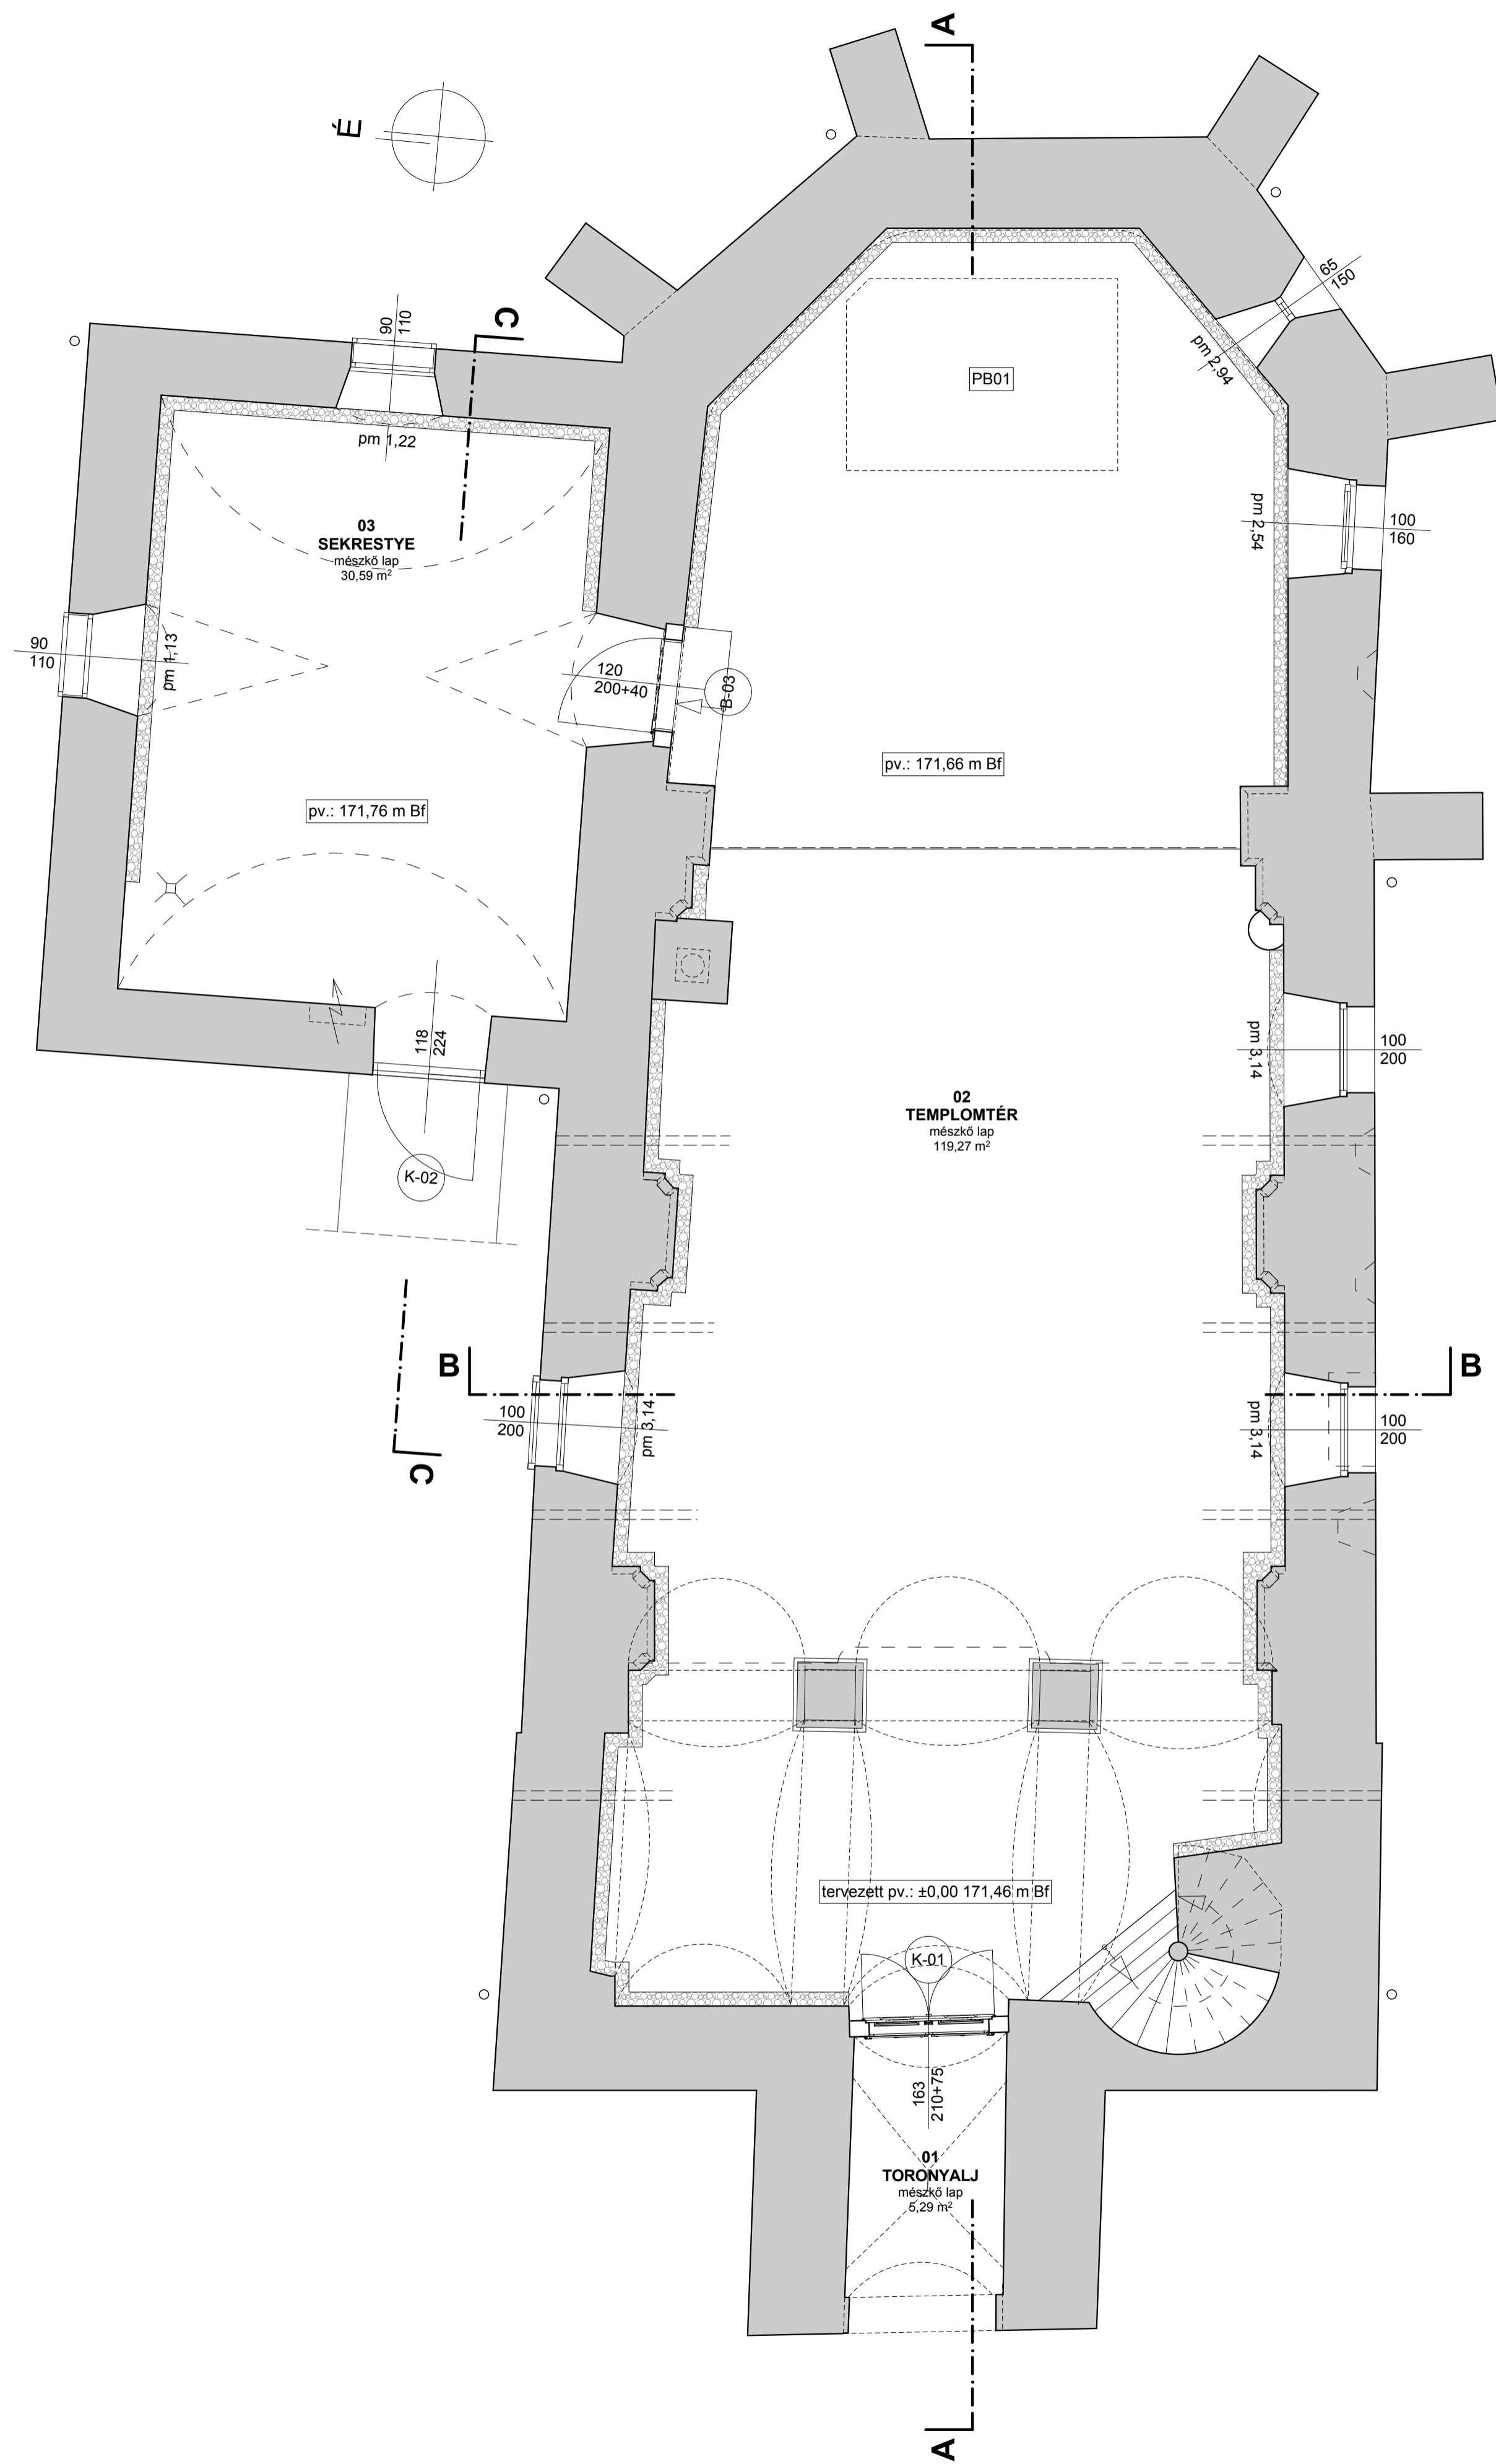 A
É
65
150
pm 2,94
90
110
C
PB01
pm 1,22
03
SEKRESTYE
mészkő lap
30,59 m²
pm 2,54
100
160
90
110
pm 1,13
120
200+40
B-03
pv.: 171,66 m Bf
pv.: 171,76 m Bf
118
224
pm 3,14
100
200
02
TEMPLOMTÉR
mészkő lap
119,27 m²
K-02
B
B
100
200
pm 3,14
pm 3,14
100
200
C
tervezett pv.: ±0,00 171,46 m Bf
K-01
163
210+75
01
TORONYALJ
mészkő lap
5,29 m²
A